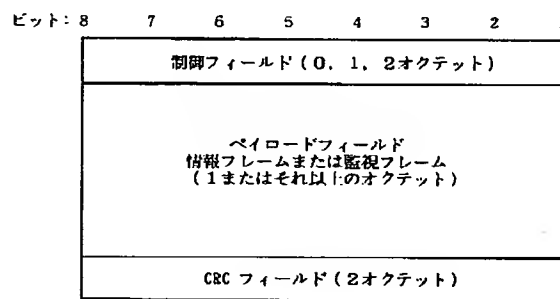 ビット: 8 7 6 5 4 3 2
制御フィールド(0, 1, 2オクテット)
ペイロードフィールド
情報フレームまたは監視フレーム
(1またはそれ以上のオクテット)
CRC フィールド(2オクテット)